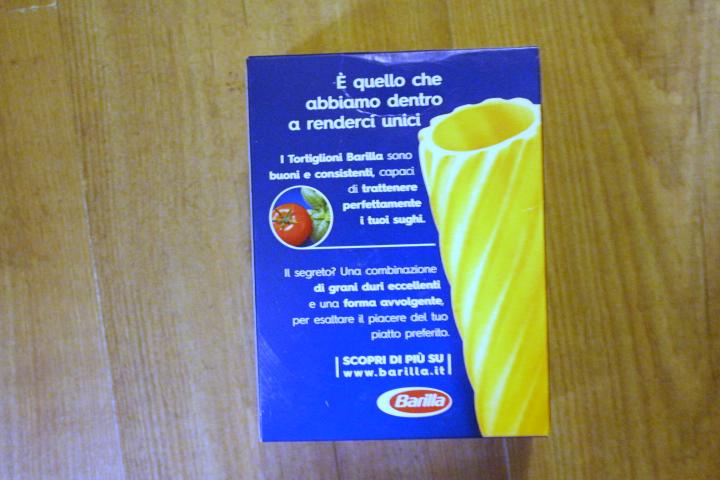 È quello che
abbiamo dentro
a renderci unici
I Tortiglioni Barilla sono
buoni e consistenti, capaci
di trattenere
perfettamente
i tuoi sughi.
Il segreto? Una combinazione
di grani duri eccellenti
e una forma avvolgente,
per esaltare il piacere del tuo
piatto preferito.
SCOPRI DI PIÙ SU
www.barilla.it
Barilla